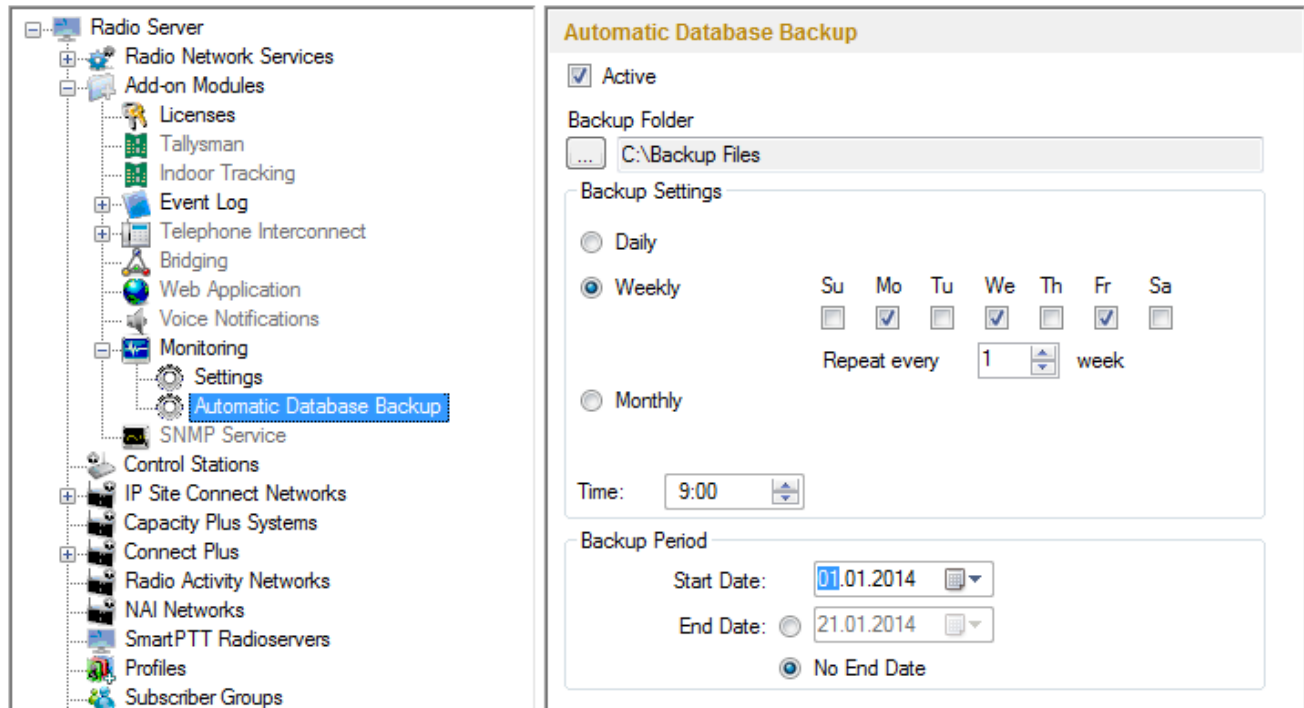 Radio Server
Radio Network Services
Add-on Modules
Licenses
Tallysman
Indoor Tracking
Event Log
Telephone Interconnect
Bridging
Web Application
Voice Notifications
Monitoring
Settings
Automatic Database Backup
SNMP Service
Control Stations
IP Site Connect Networks
Capacity Plus Systems
Connect Plus
Radio Activity Networks
NAI Networks
SmartPTT Radioservers
Profiles
Subscriber Groups
Automatic Database Backup
Active
Backup Folder
... C:\Backup Files
Backup Settings
Daily
Weekly Su Mo Tu We Th Fr Sa
Repeat every 1 week
Monthly
Time: 9:00
Backup Period
Start Date: 01.01.2014
End Date: 21.01.2014
No End Date